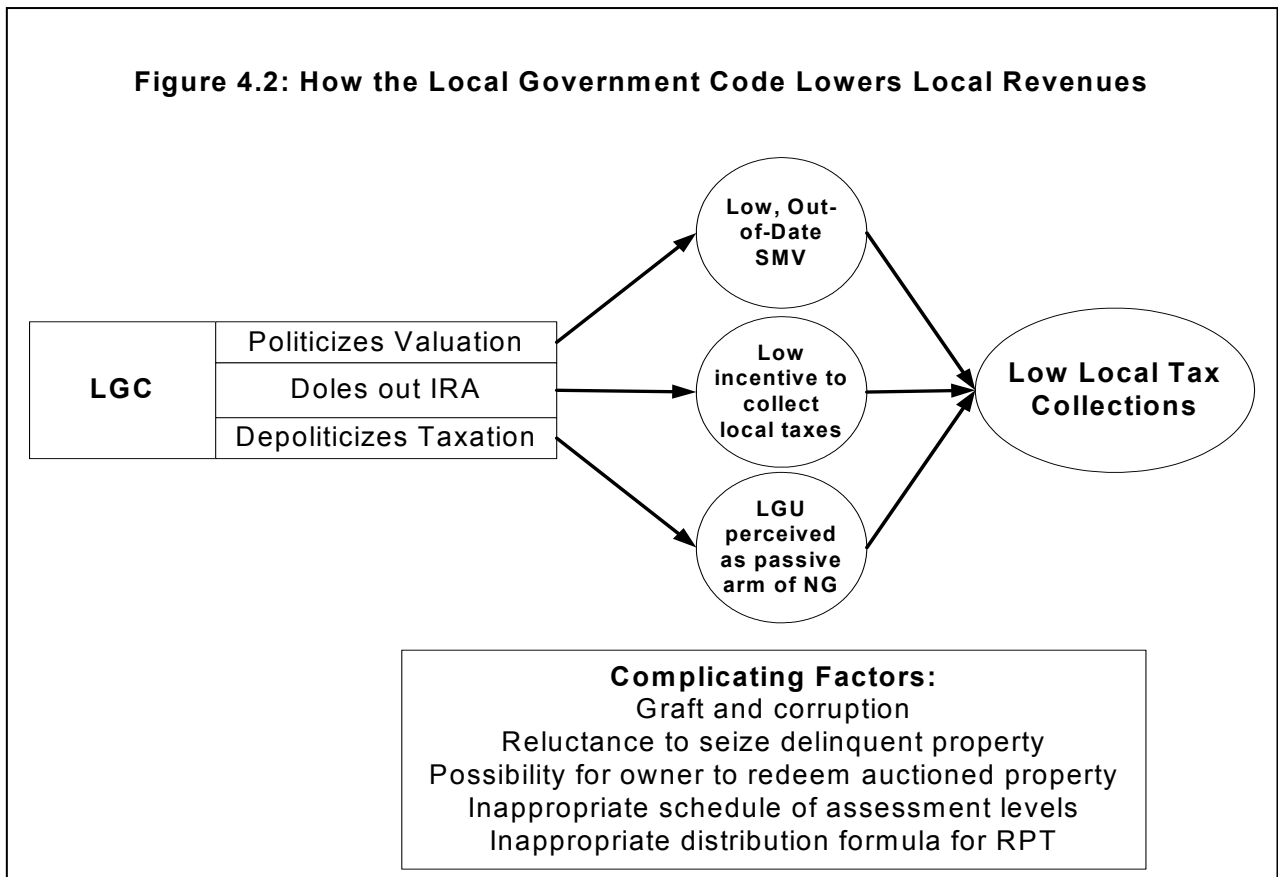 Figure 4.2: How the Local Government Code Lowers Local Revenues
LGC
Politicizes Valuation
Doles out IRA
Depoliticizes Taxation
Low, Out-
of-Date
SMV
Low
incentive to
collect
local taxes
LGU
perceived
as passive
arm of NG
Low Local Tax
Collections
Complicating Factors:
Graft and corruption
Reluctance to seize delinquent property
Possibility for owner to redeem auctioned property
Inappropriate schedule of assessment levels
Inappropriate distribution formula for RPT